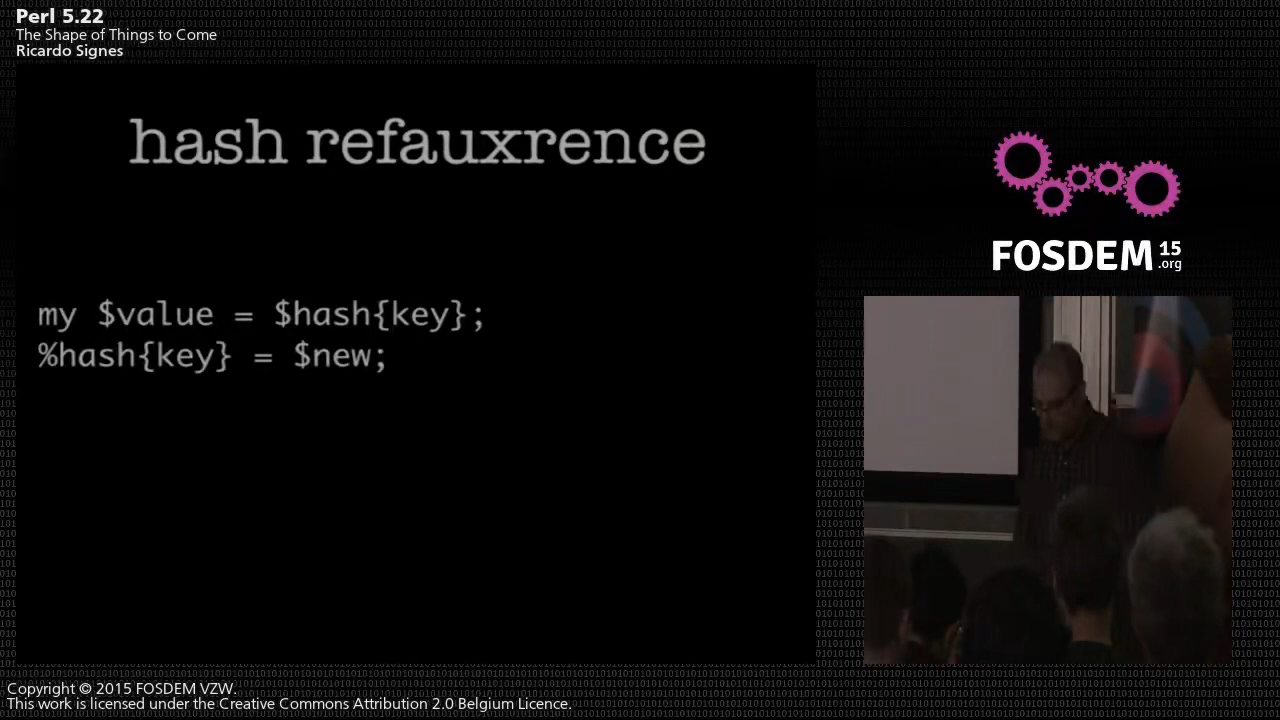 Perl 5.22
The Shape of Things to Come
Ricardo Signes
hash refauxrence
my $value = $hash{key};
%hash{key} = $new;
FOSDEM 15
.org
Copyright © 2015 FOSDEM VZW.
This work is licensed under the Creative Commons Attribution 2.0 Belgium Licence.